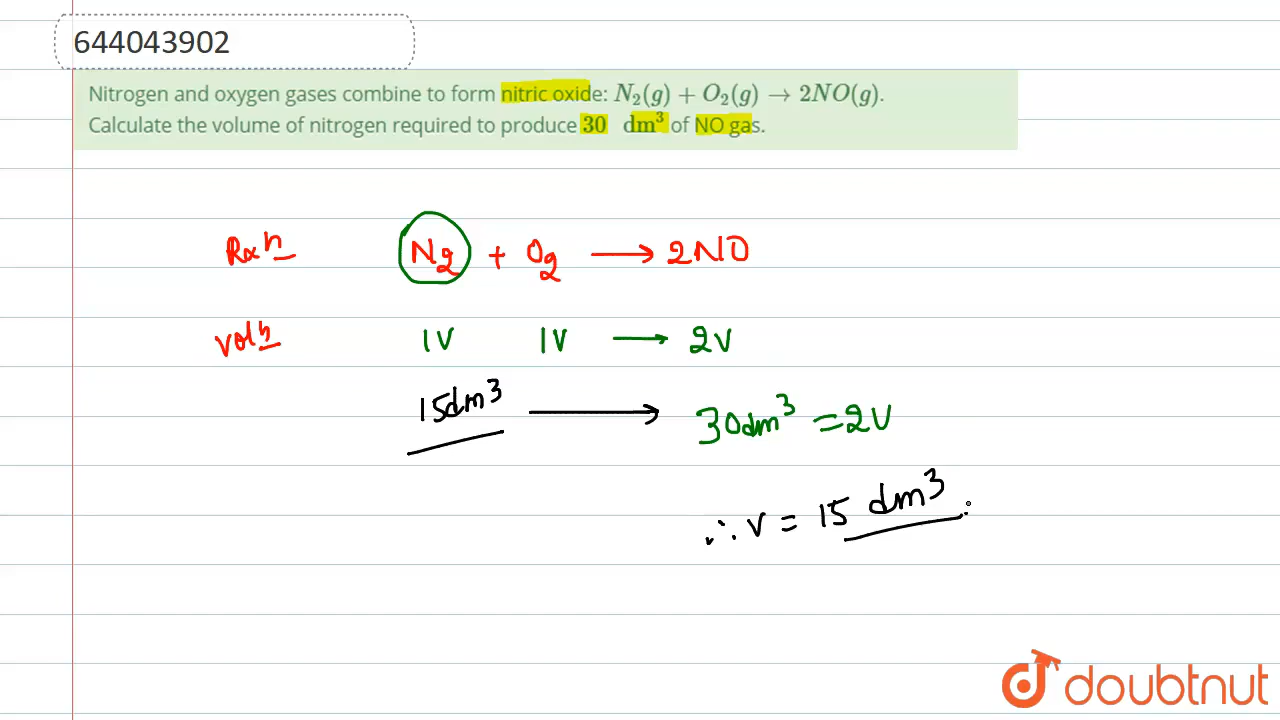 644043902
Nitrogen and oxygen gases combine to form nitric oxide: N₂(g) + O₂(g) → 2NO(g).
Calculate the volume of nitrogen required to produce 30 dm³ of NO gas.
Rxn N₂ + O₂ → 2NO
Voln 1V 1V → 2V
15dm³ → 30dm³ = 2V
∴ V = 15 dm³.
doubtnut